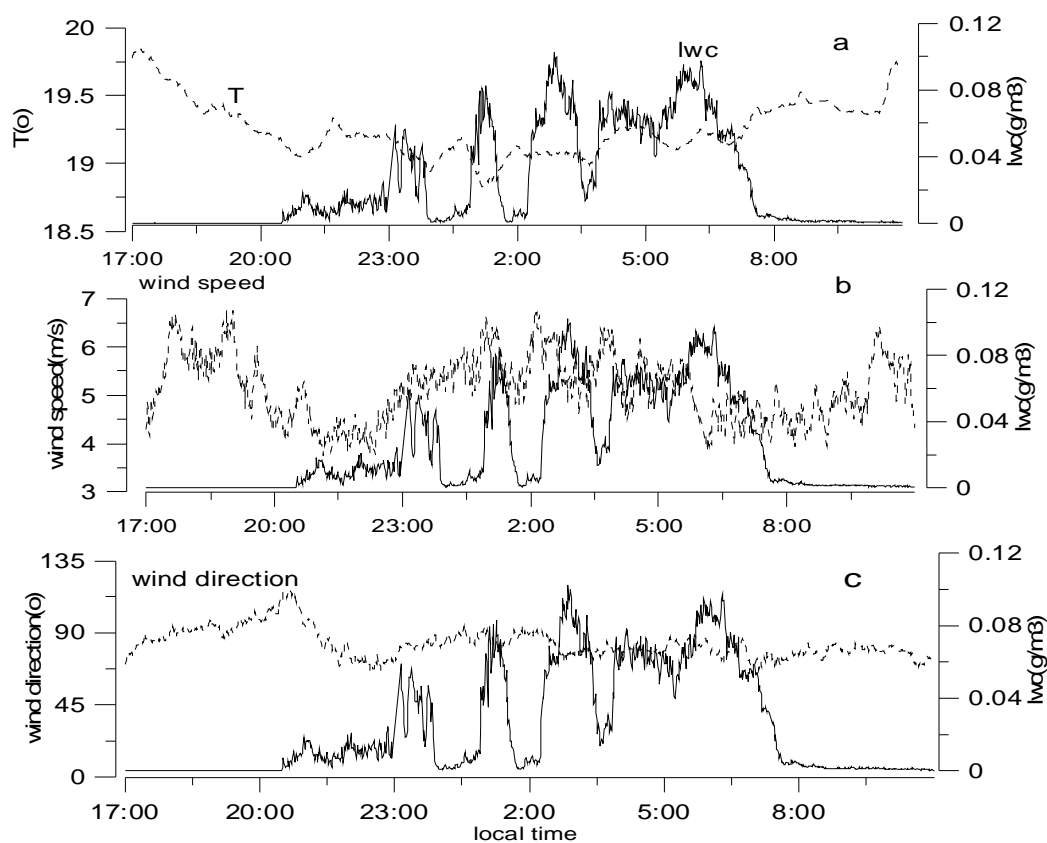 20
19.5
19
18.5
T(o)
T
lwc
a
0.12
0.08
0.04
0
lwc(g/m3)
17:00 20:00 23:00 2:00 5:00 8:00
wind speed
b
7
6
5
4
3
wind speed(m/s)
0.12
0.08
0.04
0
lwc(g/m3)
17:00 20:00 23:00 2:00 5:00 8:00
wind direction
c
135
90
45
0
wind direction(o)
0.12
0.08
0.04
0
lwc(g/m3)
17:00 20:00 23:00 2:00 5:00 8:00
local time